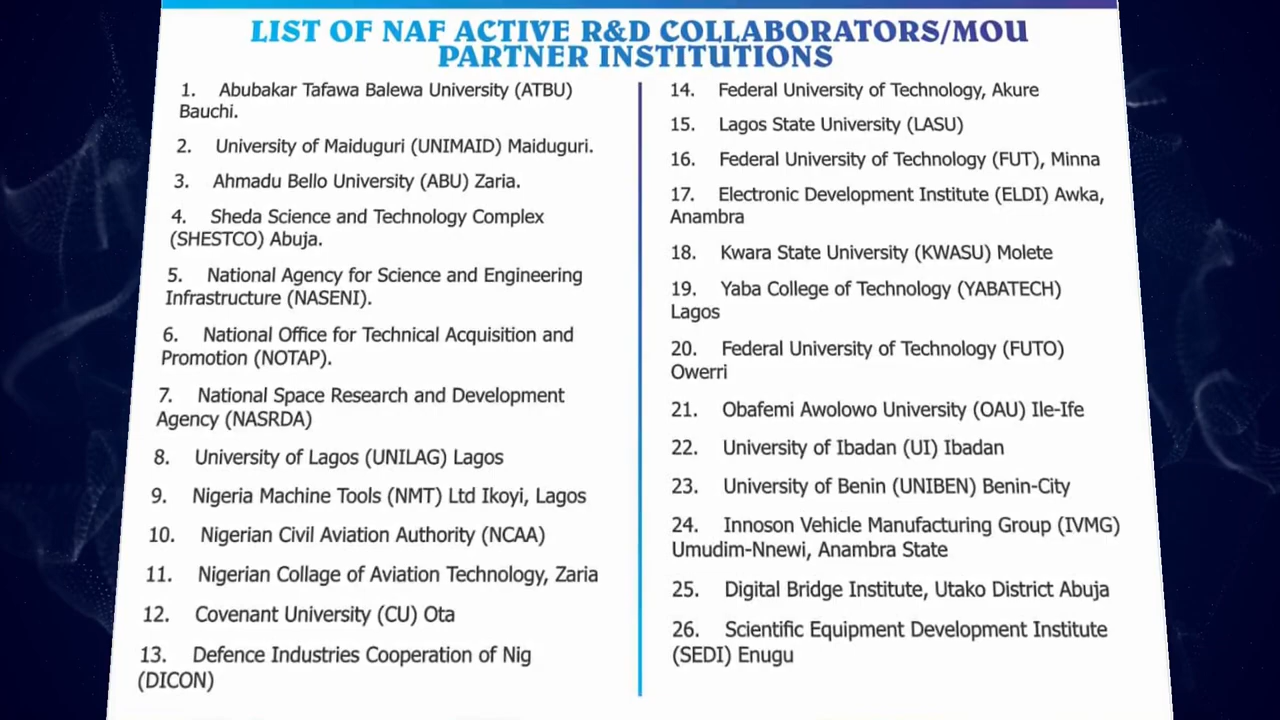 LIST OF NAF ACTIVE R&D COLLABORATORS/MOU
PARTNER INSTITUTIONS
1. Abubakar Tafawa Balewa University (ATBU)
Bauchi.
2. University of Maiduguri (UNIMAID) Maiduguri.
3. Ahmadu Bello University (ABU) Zaria.
4. Sheda Science and Technology Complex
(SHESTCO) Abuja.
5. National Agency for Science and Engineering
Infrastructure (NASENI).
6. National Office for Technical Acquisition and
Promotion (NOTAP).
7. National Space Research and Development
Agency (NASRDA)
8. University of Lagos (UNILAG) Lagos
9. Nigeria Machine Tools (NMT) Ltd Ikoyi, Lagos
10. Nigerian Civil Aviation Authority (NCAA)
11. Nigerian Collage of Aviation Technology, Zaria
12. Covenant University (CU) Ota
13. Defence Industries Cooperation of Nig
(DICON)
14. Federal University of Technology, Akure
15. Lagos State University (LASU)
16. Federal University of Technology (FUT), Minna
17. Electronic Development Institute (ELDI) Awka,
Anambra
18. Kwara State University (KWASU) Molete
19. Yaba College of Technology (YABATECH)
Lagos
20. Federal University of Technology (FUTO)
Owerri
21. Obafemi Awolowo University (OAU) Ile-Ife
22. University of Ibadan (UI) Ibadan
23. University of Benin (UNIBEN) Benin-City
24. Innoson Vehicle Manufacturing Group (IVMG)
Umudim-Nnewi, Anambra State
25. Digital Bridge Institute, Utako District Abuja
26. Scientific Equipment Development Institute
(SEDI) Enugu